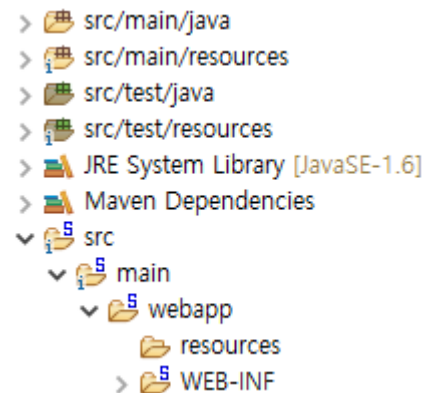 src/main/java
src/main/resources
src/test/java
src/test/resources
JRE System Library [JavaSE-1.6]
Maven Dependencies
src
main
webapp
resources
WEB-INF